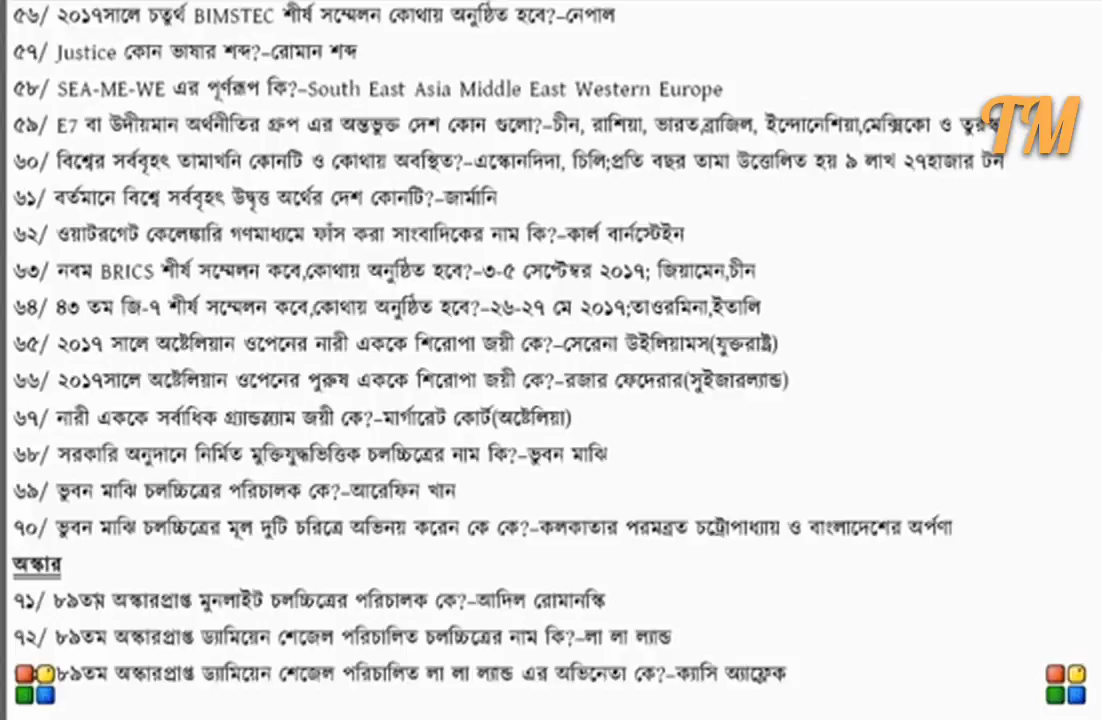 ৫৬/ ২০১৭সালে চতুর্থ BIMSTEC শীর্ষ সম্মেলন কোথায় অনুষ্ঠিত হবে?–নেপাল
৫৭/ Justice কোন ভাষার শব্দ?–রোমান শব্দ
৫৮/ SEA-ME-WE এর পূর্ণরূপ কি?–South East Asia Middle East Western Europe
৫৯/ E7 বা উদীয়মান অর্থনীতির গ্রুপ এর অন্তভুক্ত দেশ কোন গুলো?–চীন, রাশিয়া, ভারত,ব্রাজিল, ইন্দোনেশিয়া,মেক্সিকো ও
TM
৬০/ বিশ্বের সর্ববৃহৎ তামাখনি কোনটি ও কোথায় অবস্থিত?–এস্কোনদিদা, চিলি;প্রতি বছর তামা উত্তোলিত হয় ৯ লাখ ২৭হাজার টন
৬১/ বর্তমানে বিশ্বে সর্ববৃহৎ উদ্বৃত্ত অর্থের দেশ কোনটি?–জার্মানি
৬২/ ওয়াটরগেট কেলেঙ্কারি গণমাধ্যমে ফাঁস করা সাংবাদিকের নাম কি?–কার্ল বার্নস্টেইন
৬৩/ নবম BRICS শীর্ষ সম্মেলন কবে,কোথায় অনুষ্ঠিত হবে?–৩-৫ সেপ্টেম্বর ২০১৭; জিয়ামেন,চীন
৬৪/ ৪৩ তম জি-৭ শীর্ষ সম্মেলন কবে,কোথায় অনুষ্ঠিত হবে?–২৬-২৭ মে ২০১৭;তাওরমিনা,ইতালি
৬৫/ ২০১৭ সালে অষ্টেলিয়ান ওপেনের নারী এককে শিরোপা জয়ী কে?–সেরেনা উইলিয়ামস(যুক্তরাষ্ট্র)
৬৬/ ২০১৭সালে অষ্টেলিয়ান ওপেনের পুরুষ এককে শিরোপা জয়ী কে?–রজার ফেদেরার(সুইজারল্যান্ড)
৬৭/ নারী এককে সর্বাধিক গ্র্যান্ডস্ল্যাম জয়ী কে?–মার্গারেট কোর্ট(অষ্টেলিয়া)
৬৮/ সরকারি অনুদানে নির্মিত মুক্তিযুদ্ধভিত্তিক চলচ্চিত্রের নাম কি?–ভুবন মাঝি
৬৯/ ভুবন মাঝি চলচ্চিত্রের পরিচালক কে?–আরেফিন খান
৭০/ ভুবন মাঝি চলচ্চিত্রের মূল দুটি চরিত্রে অভিনয় করেন কে কে?–কলকাতার পরমব্রত চট্টোপাধ্যায় ও বাংলাদেশের অর্পণা
অস্কার
৭১/ ৮৯তম অস্কারপ্রাপ্ত মুনলাইট চলচ্চিত্রের পরিচালক কে?–আদিল রোমানস্কি
৭২/ ৮৯তম অস্কারপ্রাপ্ত ড্যামিয়েন শেজেল পরিচালিত চলচ্চিত্রের নাম কি?–লা লা ল্যান্ড
৮৯তম অস্কারপ্রাপ্ত ড্যামিয়েন শেজেল পরিচালিত লা লা ল্যান্ড এর অভিনেতা কে?–ক্যাসি অ্যাফ্লেক